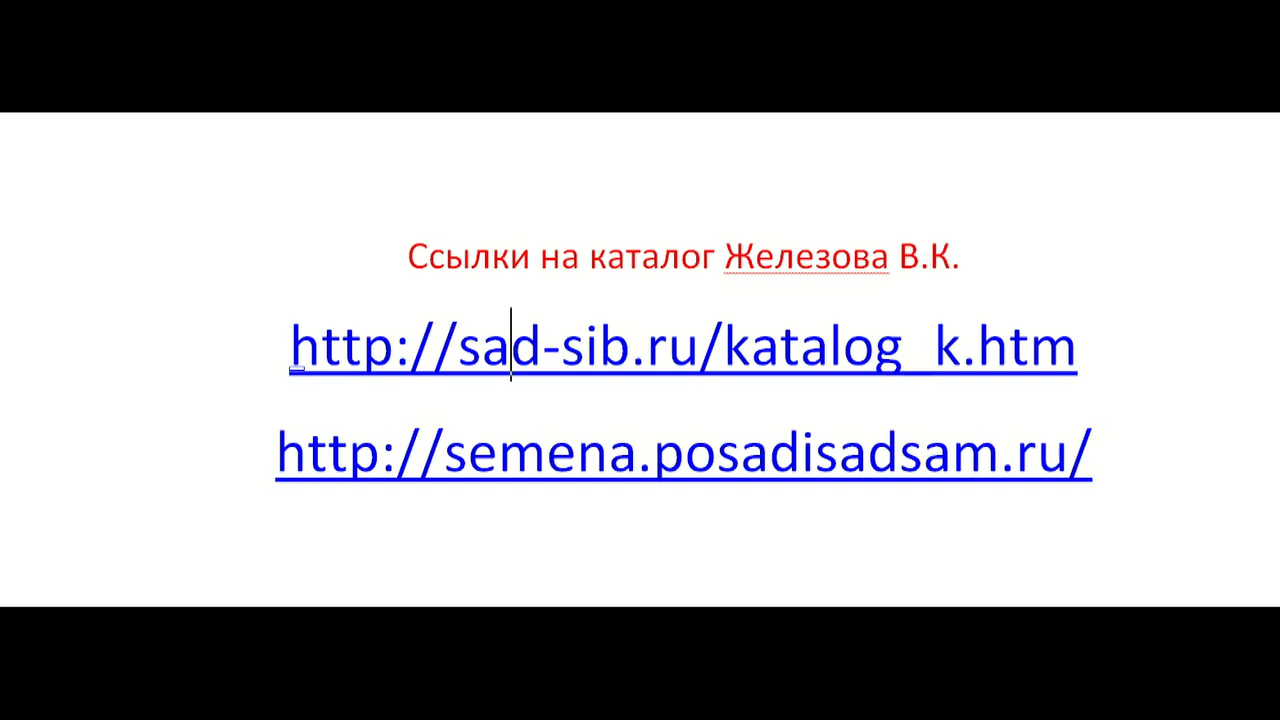 Ссылки на каталог Железова В.К.
http://sad-sib.ru/katalog_k.htm
http://semena.posadisadsam.ru/